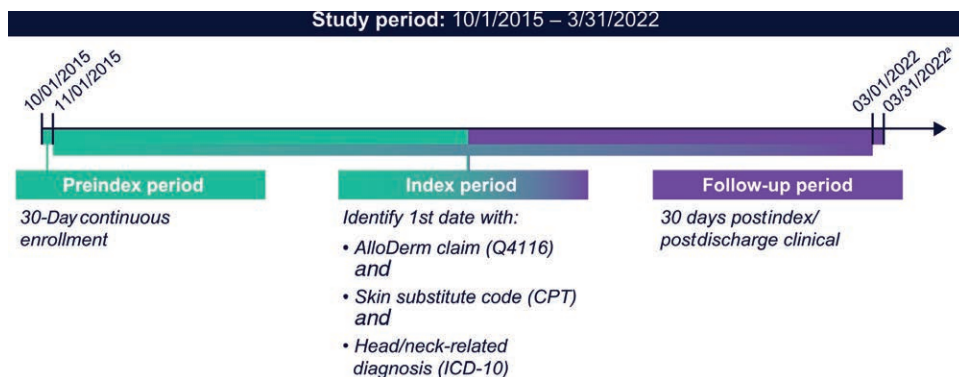 Study period: 10/1/2015 – 3/31/2022
10/01/2015
11/01/2015
03/01/2022
03/31/2022ª
Preindex period
30-Day continuous
enrollment
Index period
Identify 1st date with:
• AlloDerm claim (Q4116)
and
• Skin substitute code (CPT)
and
• Head/neck-related
diagnosis (ICD-10)
Follow-up period
30 days postindex/
postdischarge clinical